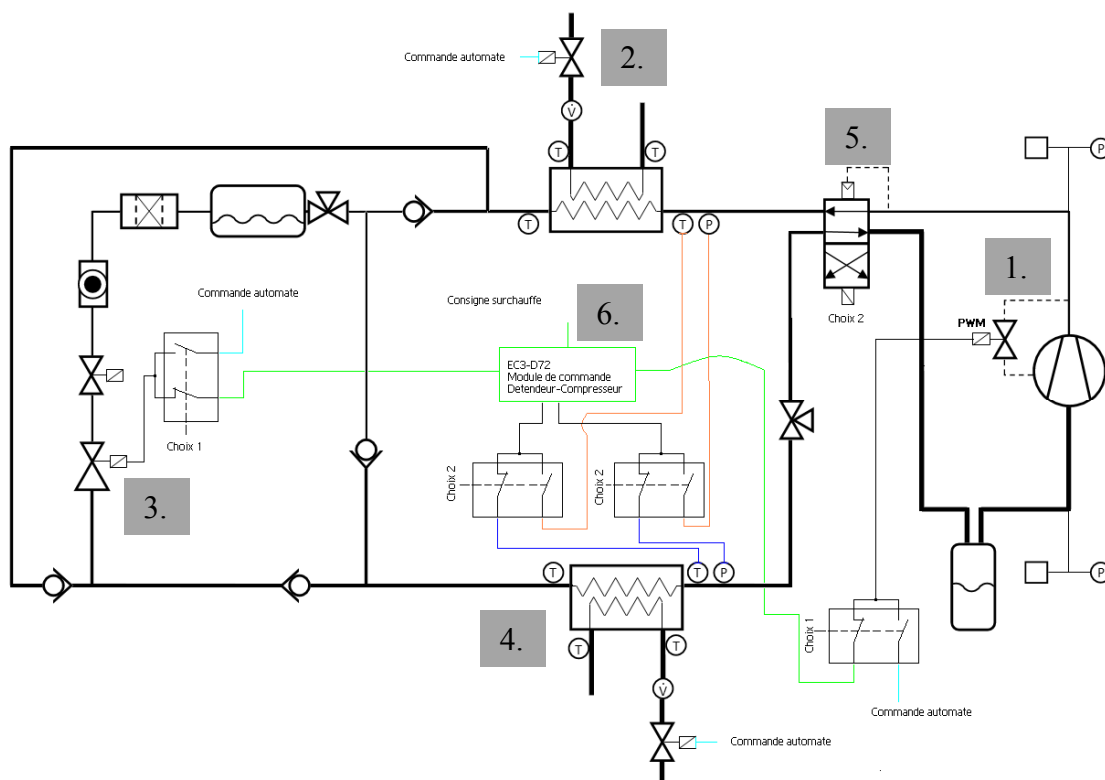 Commande automate
2.
V
T
T
5.
P
T
T
P
1.
Commande automate
Consigne surchauffe
6.
Choix 2
PWM
EC3-D72
Module de commande
Detendeur-Compresseur
Choix 1
Choix 2
Choix 2
3.
T
T
P
P
4.
T
T
Choix 1
V
Commande automate
Commande automate